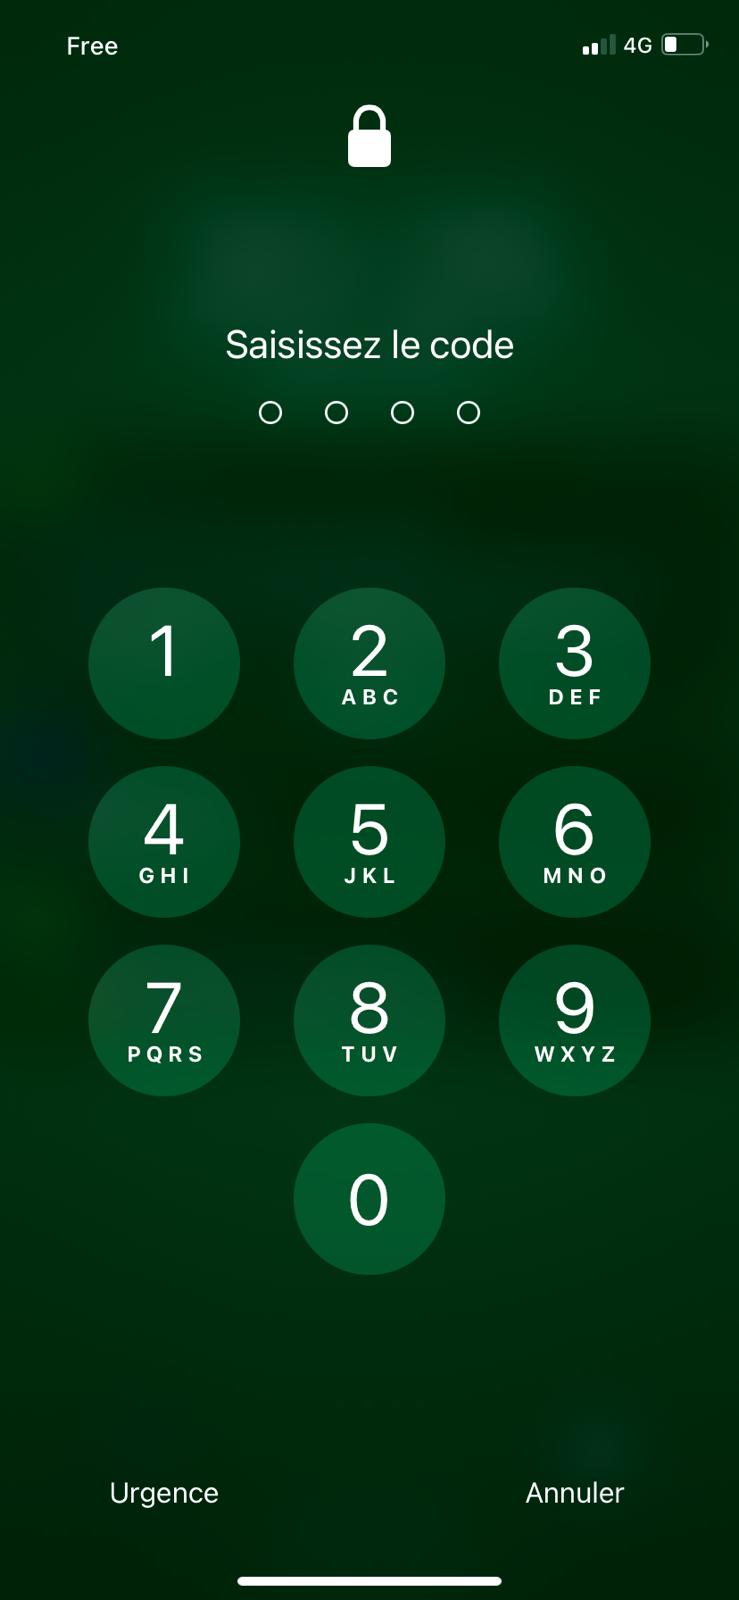 Free 4G
Saisissez le code
1 2 3
ABC DEF
4 5 6
GHI JKL MNO
7 8 9
PQRS TUV WXYZ
0
Urgence Annuler